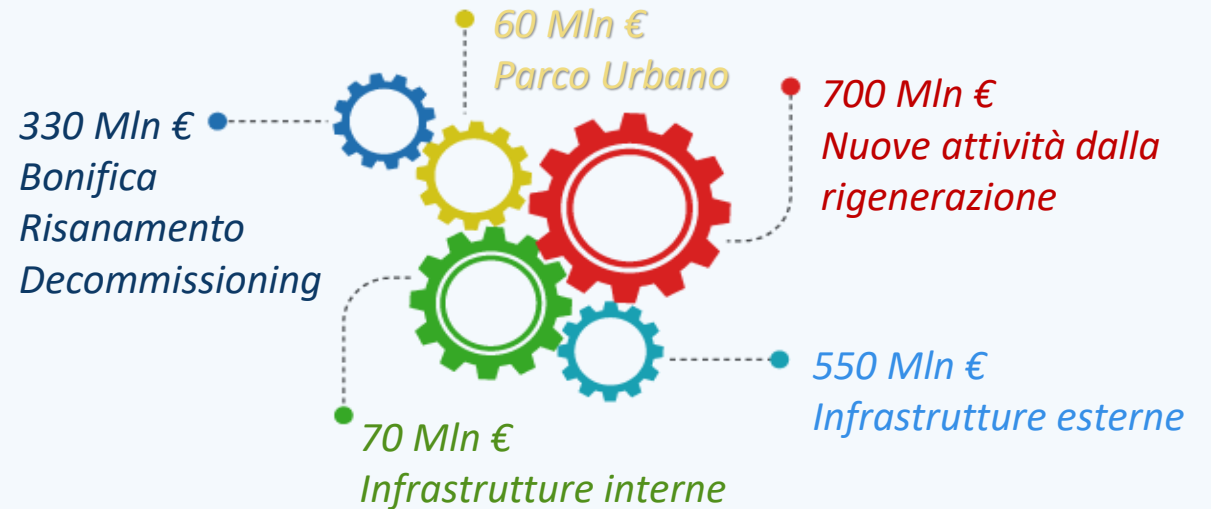 60 Mln €
Parco Urbano
330 Mln €
Bonifica
Risanamento
Decommissioning
700 Mln €
Nuove attività dalla
rigenerazione
550 Mln €
Infrastrutture esterne
70 Mln €
Infrastrutture interne